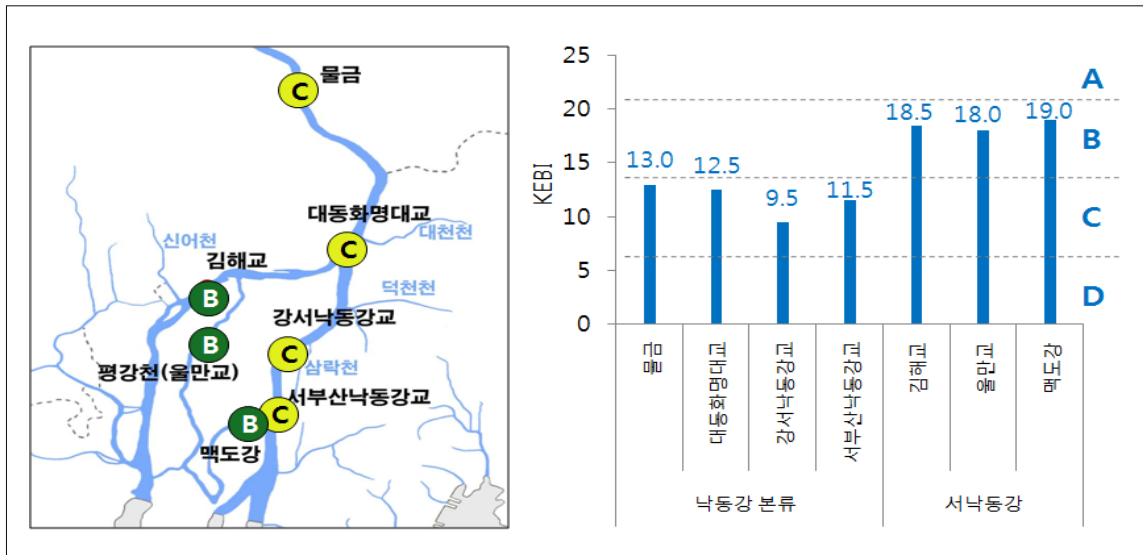 C
물금
대동화명대교
C
대천천
신어천
김해교
B
덕천천
강서낙동강교
B
C
평강천(울만교)
삼락천
서부산낙동강교
B
C
맥도강
KEBI
25
20
15
10
5
0
13.0
12.5
9.5
11.5
18.5
18.0
19.0
A
B
C
D
물금
대동화명대교
강서낙동강교
서부산낙동강교
김해교
울만교
맥도강
낙동강 본류
서낙동강